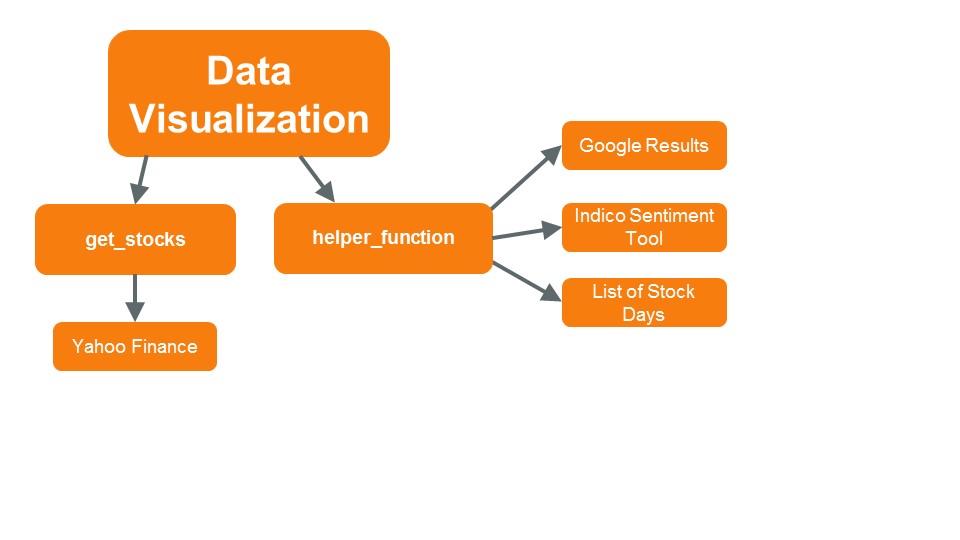 Data
Visualization
get_stocks
helper_function
Google Results
Indico Sentiment
Tool
List of Stock
Days
Yahoo Finance